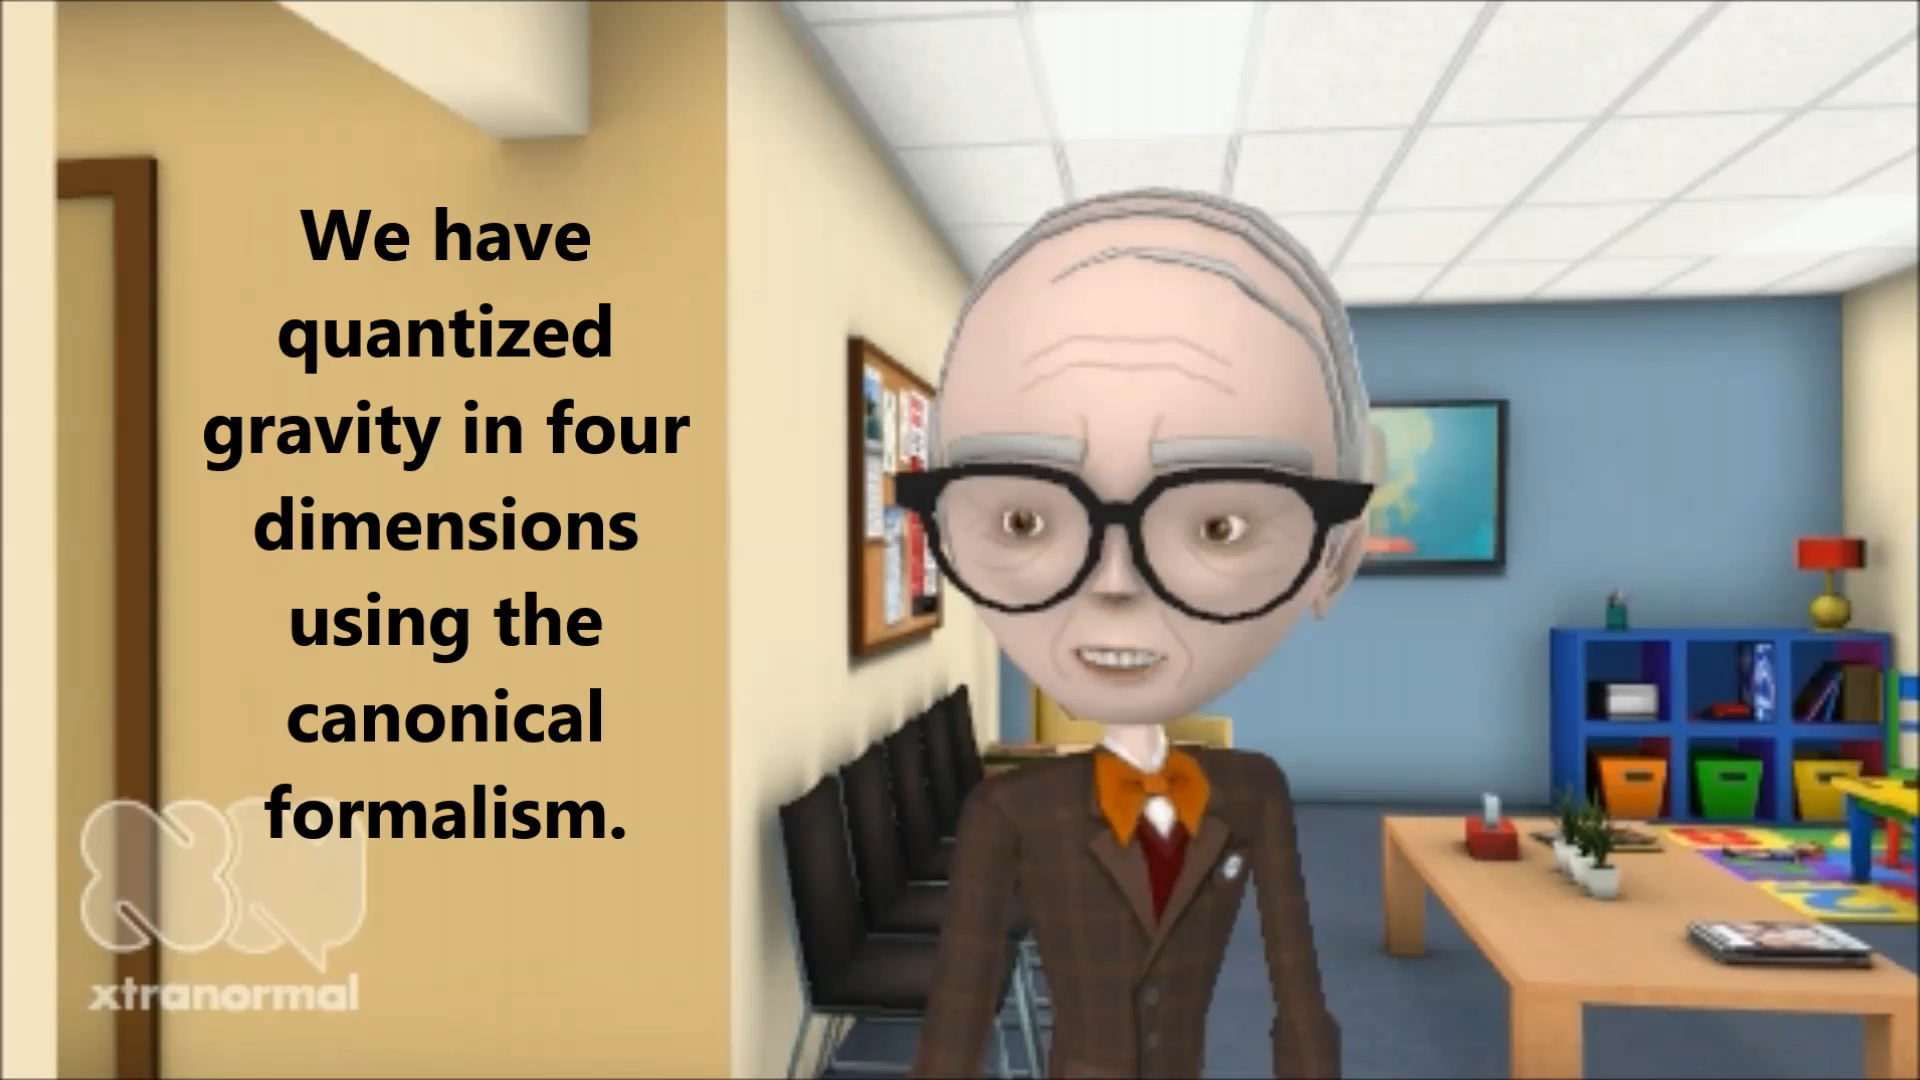 We have
quantized
gravity in four
dimensions
using the
canonical
formalism.
xtranormal